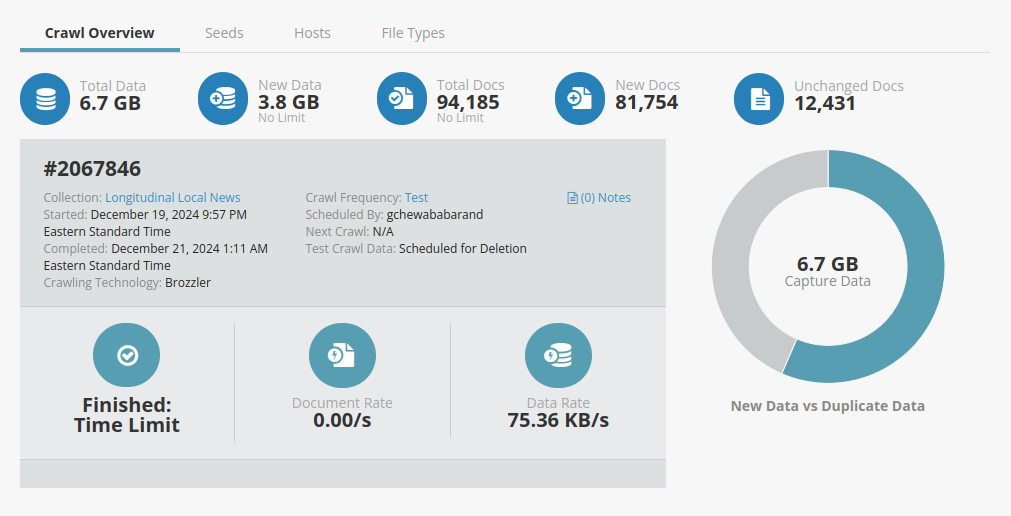 Crawl Overview Seeds Hosts File Types
Total Data
6.7 GB
New Data
3.8 GB
No Limit
Total Docs
94,185
No Limit
New Docs
81,754
Unchanged Docs
12,431
#2067846
Collection: Longitudinal Local News
Started: December 19, 2024 9:57 PM
Eastern Standard Time
Completed: December 21, 2024 1:11 AM
Eastern Standard Time
Crawling Technology: Brozzler
Crawl Frequency: Test
Scheduled By: gchewababarand
Next Crawl: N/A
Test Crawl Data: Scheduled for Deletion
(0) Notes
Finished:
Time Limit
Document Rate
0.00/s
Data Rate
75.36 KB/s
6.7 GB
Capture Data
New Data vs Duplicate Data